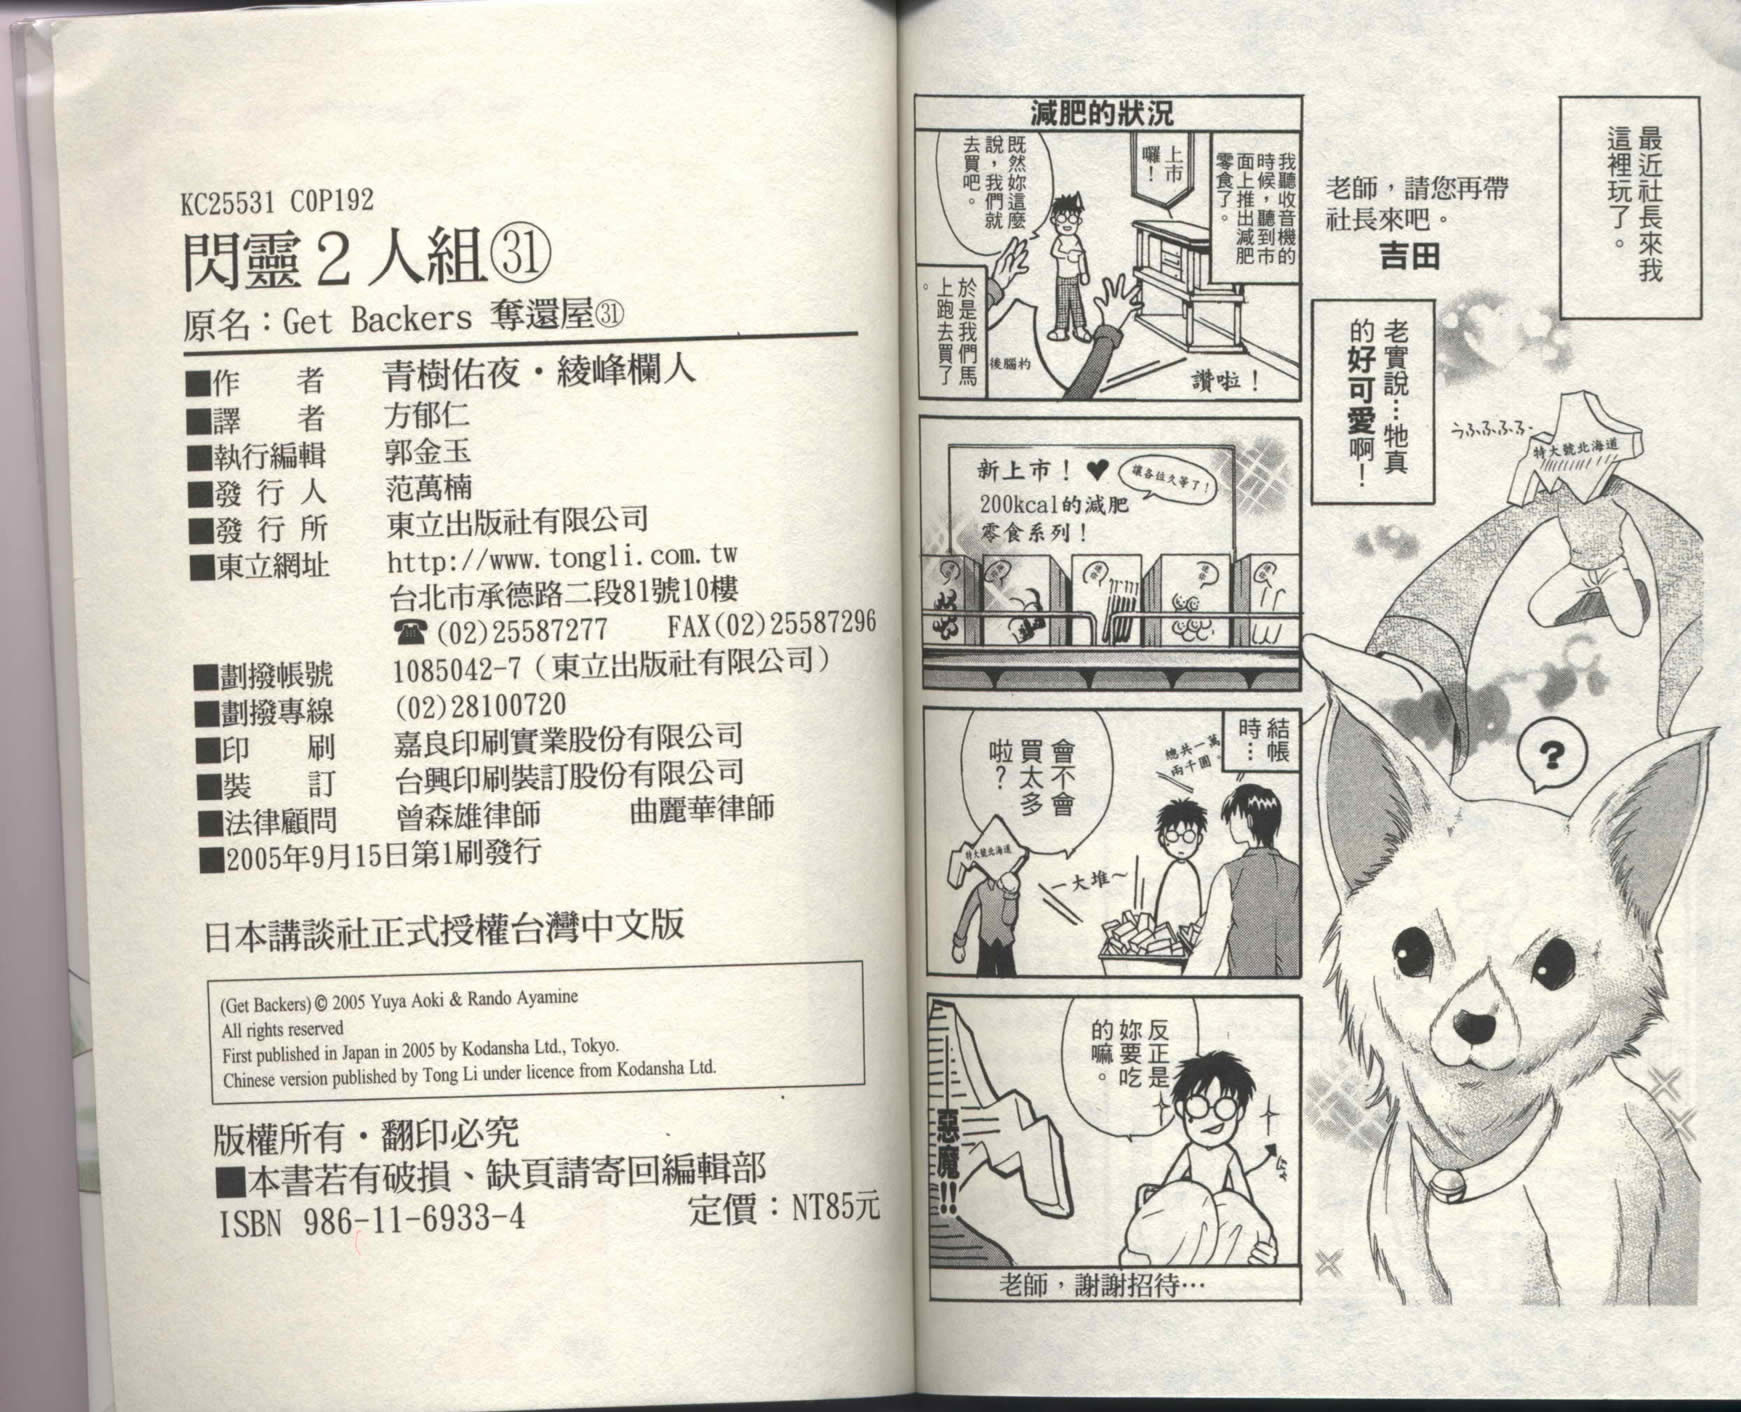 KC25531 COP192
閃靈2人組㉛
原名：Get Backers 奪還屋㉛
■作　者　青樹佑夜・綾峰欄人
■譯　者　方郁仁
■執行編輯　郭金玉
■發行人　范萬楠
■發行所　東立出版社有限公司
■東立網址　http://www.tongli.com.tw
台北市承德路二段81號10樓
☎(02)25587277　FAX(02)25587296
■劃撥帳號　1085042-7（東立出版社有限公司）
■劃撥專線　(02)28100720
■印　刷　嘉良印刷實業股份有限公司
■裝　訂　台興印刷裝訂股份有限公司
■法律顧問　曾森雄律師　曲麗華律師
■2005年9月15日第1刷發行
日本講談社正式授權台灣中文版
(Get Backers) © 2005 Yuya Aoki & Rando Ayamine
All rights reserved
First published in Japan in 2005 by Kodansha Ltd., Tokyo.
Chinese version published by Tong Li under licence from Kodansha Ltd.
版權所有・翻印必究
■本書若有破損、缺頁請寄回編輯部
ISBN 986-11-6933-4　定價：NT85元
最近社長來我
這裡玩了。
老師，請您再帶
社長來吧。
吉田
老實說…牠真
的好可愛啊！
うふふふふ
特大號北海道
?
減肥的狀況
我聽收音機的
時候，聽到市
面上推出減肥
零食了。
上市
囉！
既然妳這麼
說，我們就
去買吧。
於是我們馬
上跑去買了
。
後腦杓
讚啦！
新上市！♥
讓各位久等了！
200kcal的減肥
零食系列！
結帳
時…
總共一萬
兩千圓。
會不會
買太多
啦？
特大號北海道
一大堆～
反正是
妳要吃
的嘛。
惡魔!!
老師，謝謝招待…